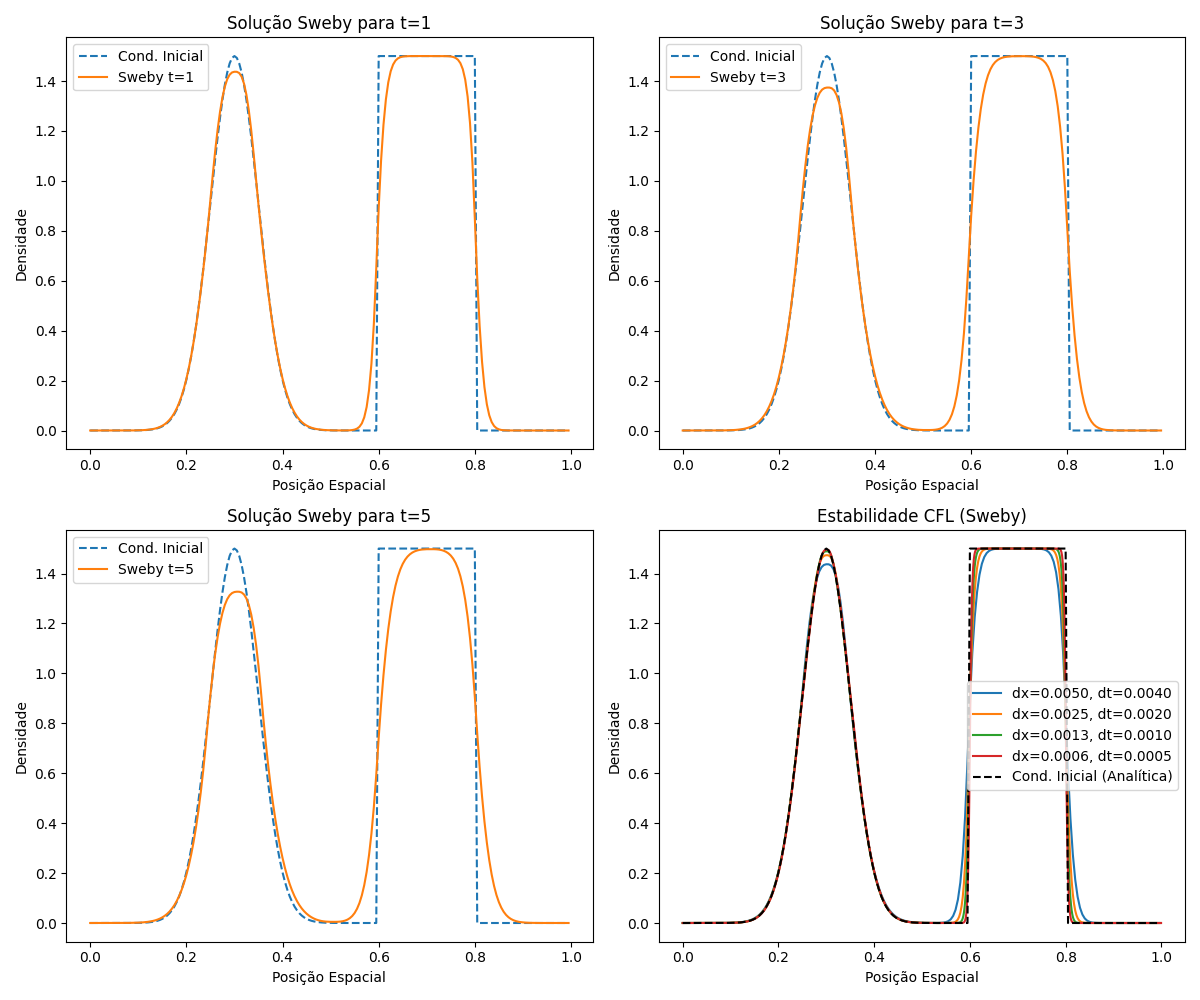 Solução Sweby para t=1
Cond. Inicial
Sweby t=1
1.4
1.2
1.0
0.8
0.6
0.4
0.2
0.0
Densidade
0.0 0.2 0.4 0.6 0.8 1.0
Posição Espacial
Solução Sweby para t=3
Cond. Inicial
Sweby t=3
1.4
1.2
1.0
0.8
0.6
0.4
0.2
0.0
Densidade
0.0 0.2 0.4 0.6 0.8 1.0
Posição Espacial
Solução Sweby para t=5
Cond. Inicial
Sweby t=5
1.4
1.2
1.0
0.8
0.6
0.4
0.2
0.0
Densidade
0.0 0.2 0.4 0.6 0.8 1.0
Posição Espacial
Estabilidade CFL (Sweby)
1.4
1.2
1.0
0.8
0.6
0.4
0.2
0.0
Densidade
dx=0.0050, dt=0.0040
dx=0.0025, dt=0.0020
dx=0.0013, dt=0.0010
dx=0.0006, dt=0.0005
Cond. Inicial (Analítica)
0.0 0.2 0.4 0.6 0.8 1.0
Posição Espacial